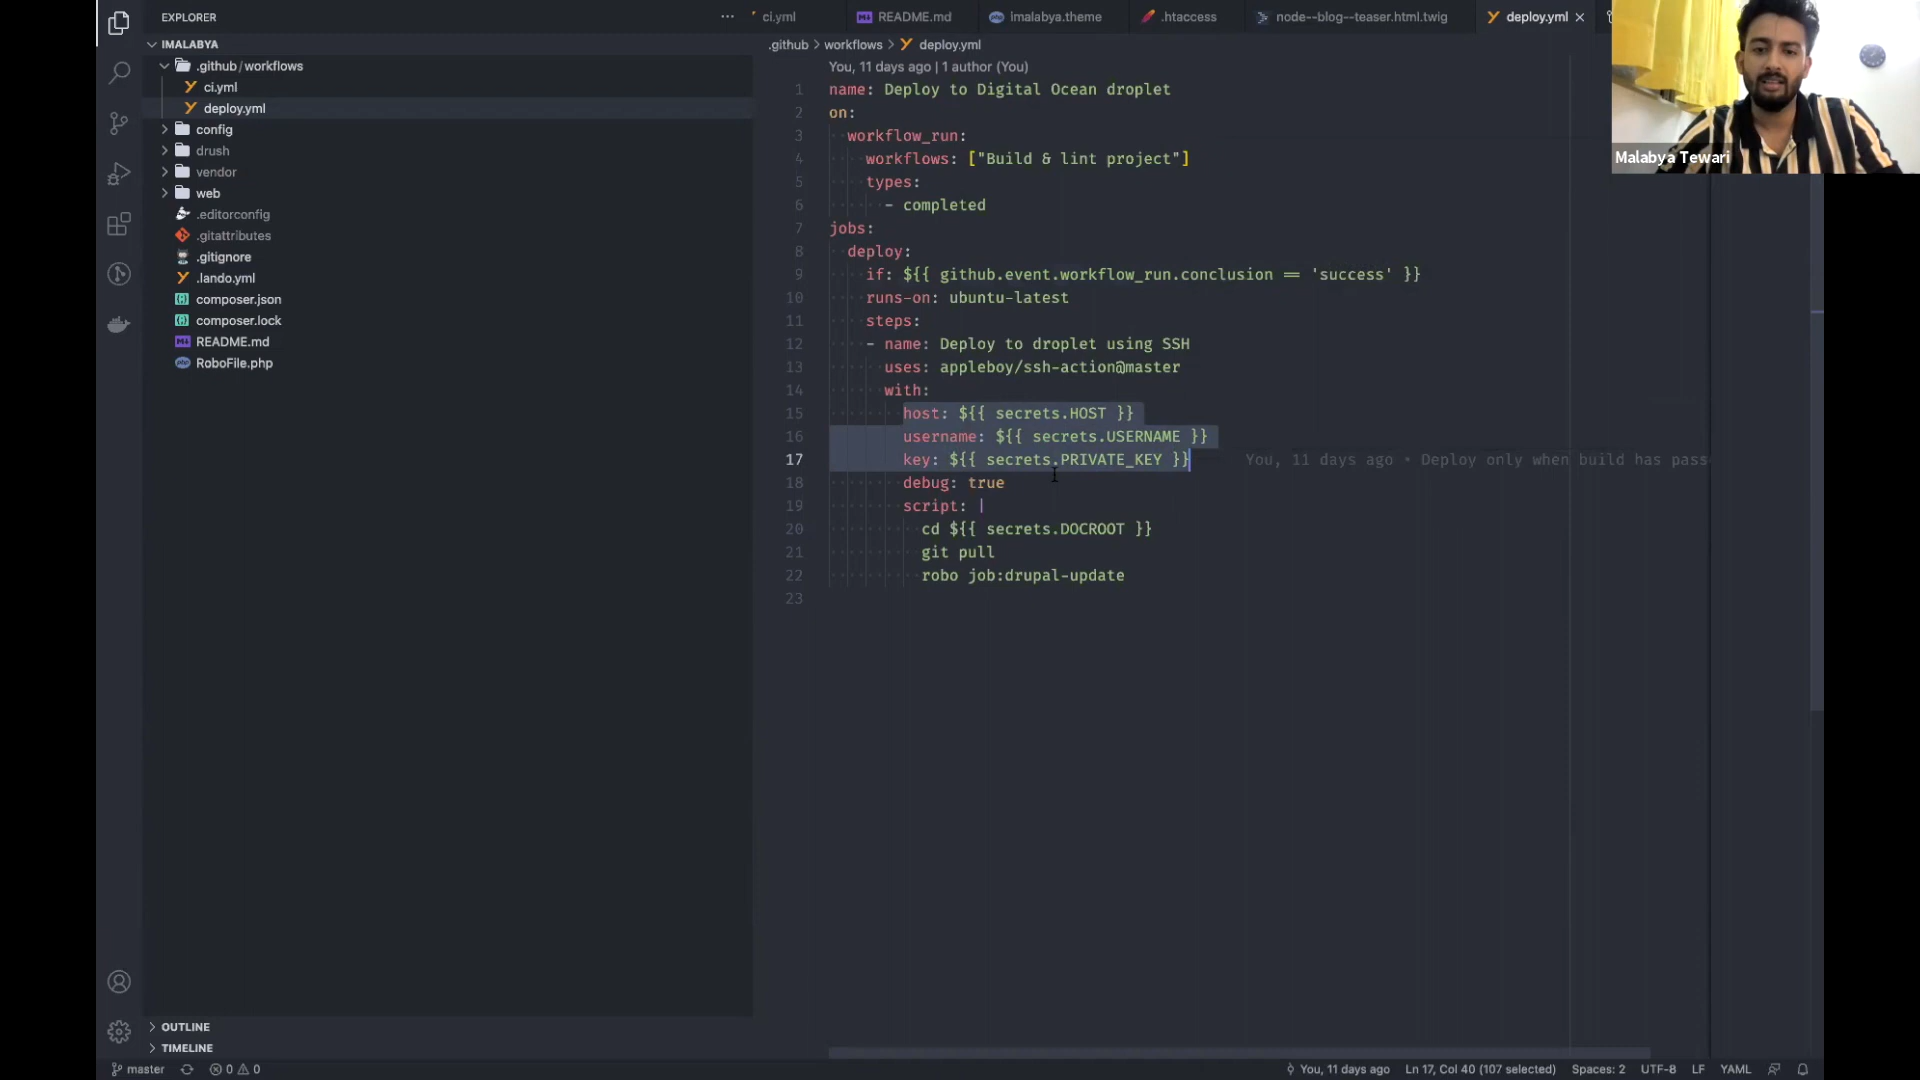 EXPLORER
IMALABYA
.github/workflows
ci.yml
deploy.yml
config
drush
vendor
web
.editorconfig
.gitattributes
.gitignore
.lando.yml
composer.json
composer.lock
README.md
RoboFile.php
OUTLINE
TIMELINE
ci.yml README.md imalabya.theme .htaccess node--blog--teaser.html.twig deploy.yml
.github > workflows > deploy.yml
You, 11 days ago | 1 author (You)
1 name: Deploy to Digital Ocean droplet
2 on:
3 workflow_run:
4 workflows: ["Build & lint project"]
5 types:
6 - completed
7 jobs:
8 deploy:
9 if: ${{ github.event.workflow_run.conclusion == 'success' }}
10 runs-on: ubuntu-latest
11 steps:
12 - name: Deploy to droplet using SSH
13 uses: appleboy/ssh-action@master
14 with:
15 host: ${{ secrets.HOST }}
16 username: ${{ secrets.USERNAME }}
17 key: ${{ secrets.PRIVATE_KEY }} You, 11 days ago • Deploy only when build has pass
18 debug: true
19 script: |
20 cd ${{ secrets.DOCROOT }}
21 git pull
22 robo job:drupal-update
23
Malabya Tewari
master 0 0 You, 11 days ago Ln 17, Col 40 (107 selected) Spaces: 2 UTF-8 LF YAML